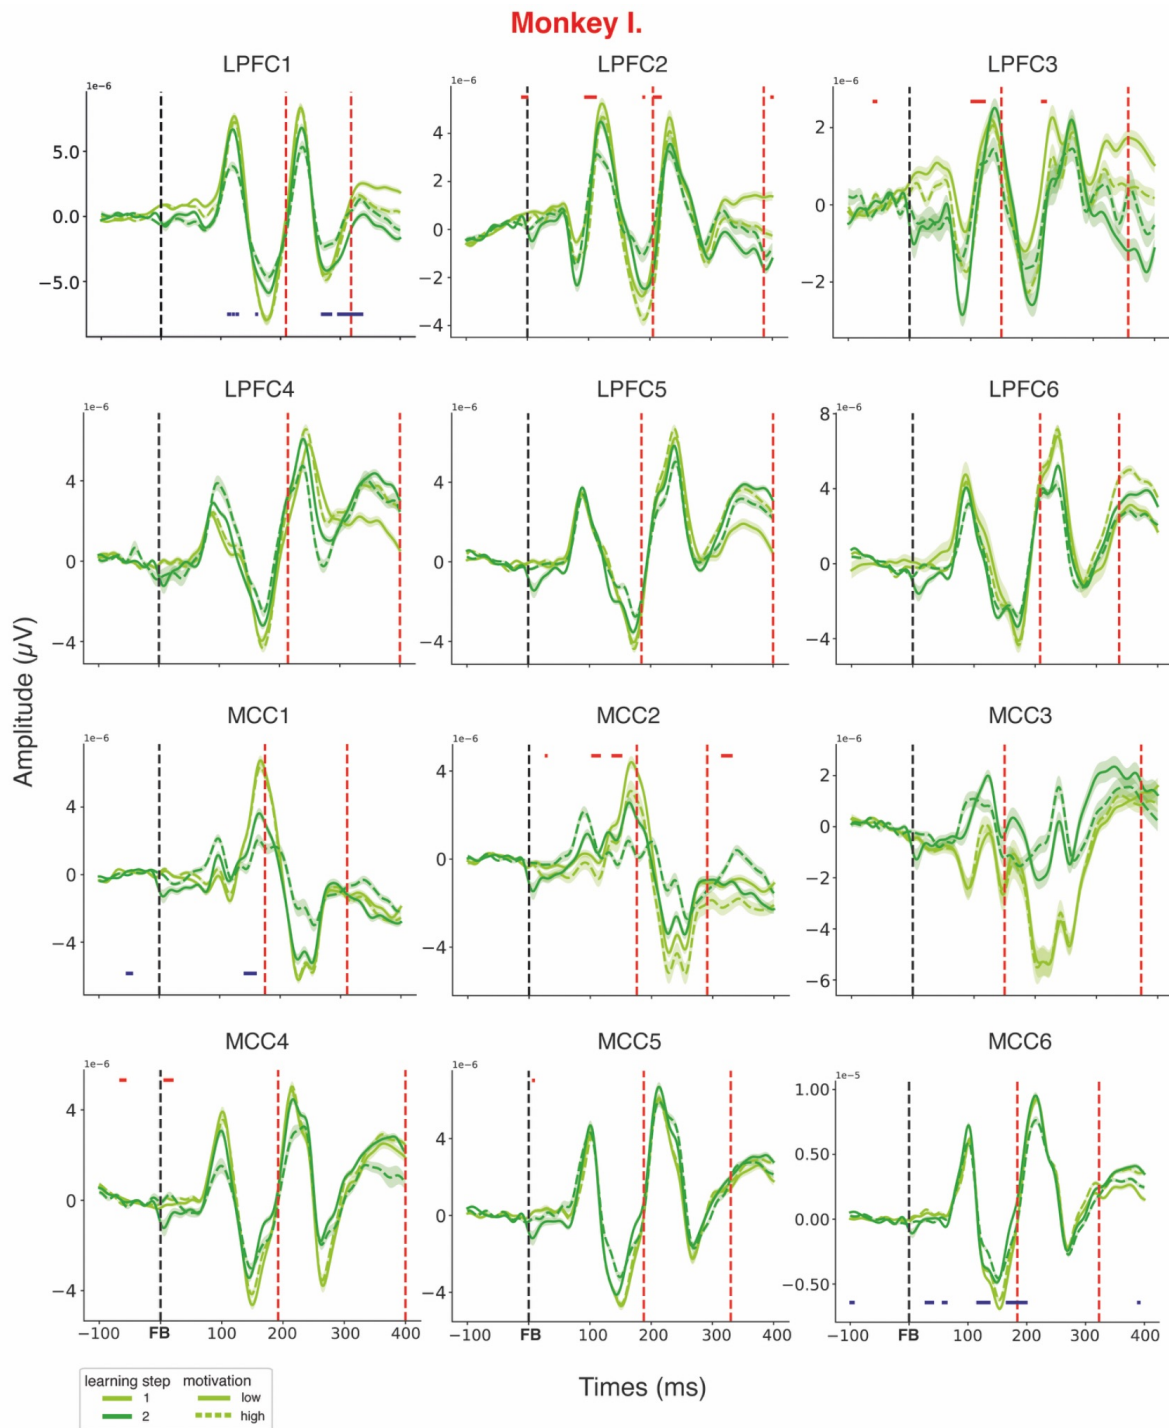 Monkey I.
LPFC1
LPFC2
LPFC3
1e-6
1e-6
1e-6
5.0
0.0
−5.0
4
2
0
−2
−4
2
0
−2
LPFC4
LPFC5
LPFC6
1e-6
1e-6
1e-6
4
0
−4
4
0
−4
8
4
0
−4
Amplitude (μV)
MCC1
MCC2
MCC3
1e-6
1e-6
1e-6
4
0
−4
4
0
−4
2
0
−2
−4
−6
MCC4
MCC5
MCC6
1e-6
1e-6
1e-5
4
0
−4
4
0
−4
1.00
0.50
0.00
−0.50
−100 FB 100 200 300 400
−100 FB 100 200 300 400
−100 FB 100 200 300 400
Times (ms)
learning step motivation
1 low
2 high